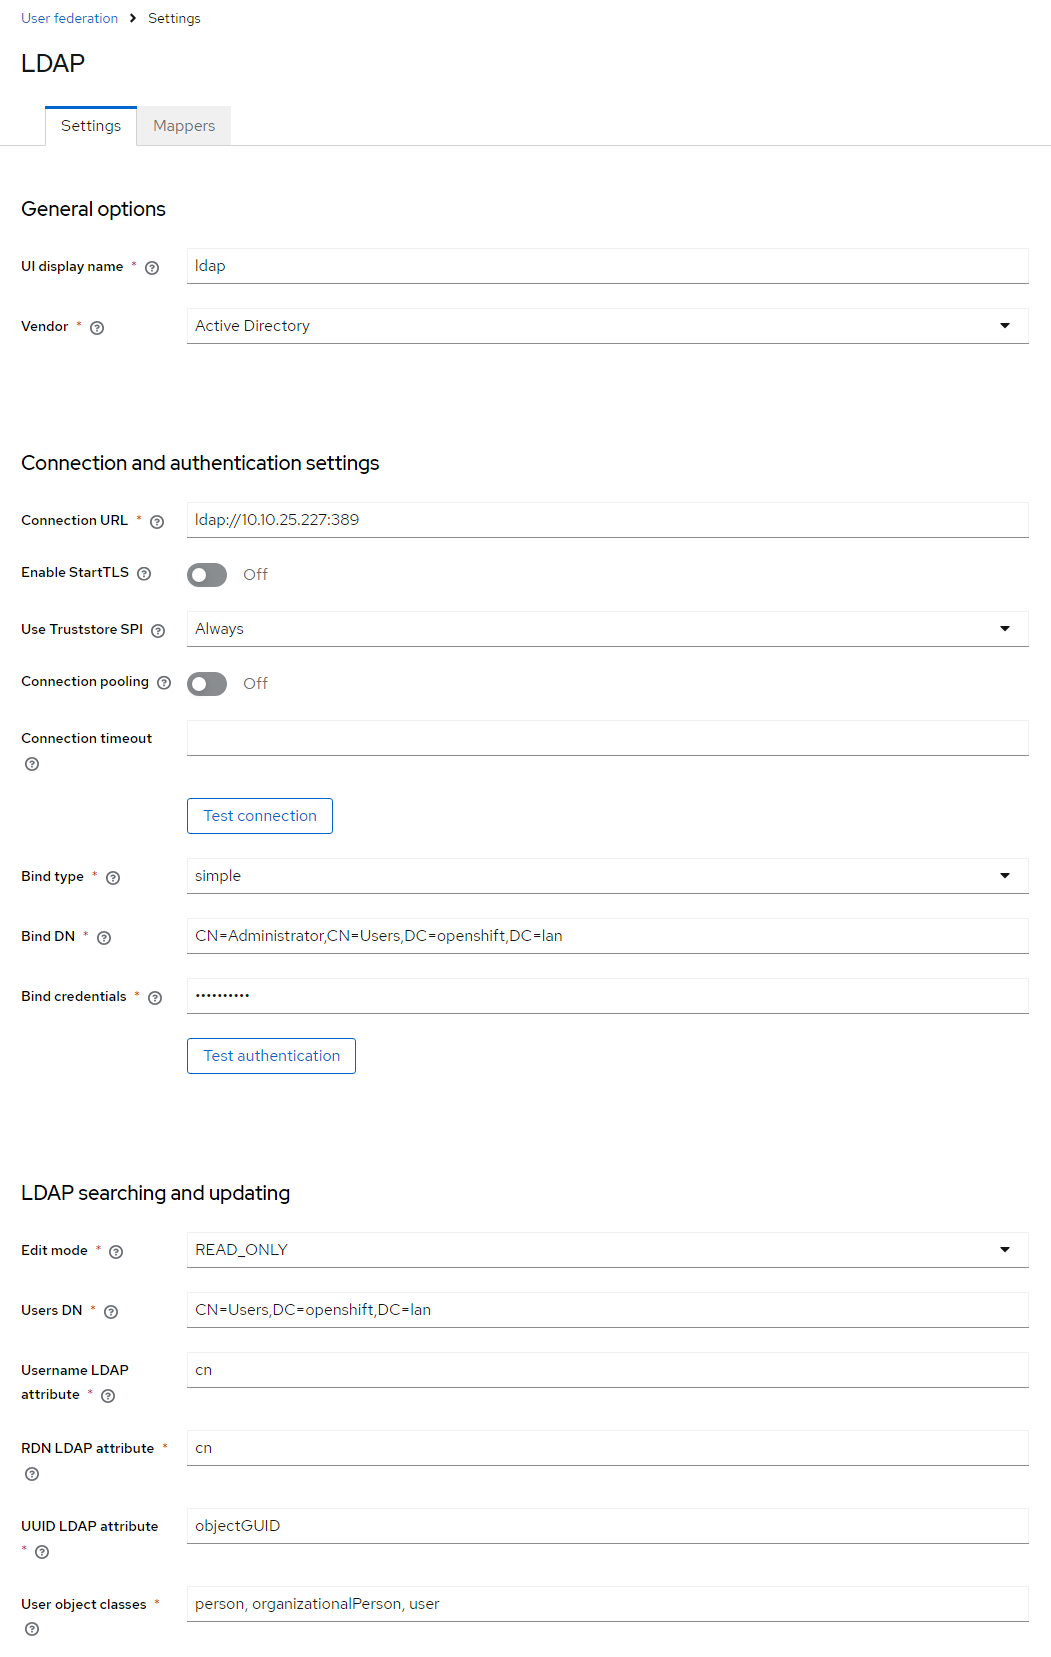 User federation > Settings
LDAP
Settings Mappers
General options
UI display name * ldap
Vendor * Active Directory
Connection and authentication settings
Connection URL * ldap://10.10.25.227:389
Enable StartTLS Off
Use Truststore SPI Always
Connection pooling Off
Connection timeout
Test connection
Bind type * simple
Bind DN * CN=Administrator,CN=Users,DC=openshift,DC=lan
Bind credentials * ••••••••••
Test authentication
LDAP searching and updating
Edit mode * READ_ONLY
Users DN * CN=Users,DC=openshift,DC=lan
Username LDAP attribute * cn
RDN LDAP attribute * cn
UUID LDAP attribute * objectGUID
User object classes * person, organizationalPerson, user